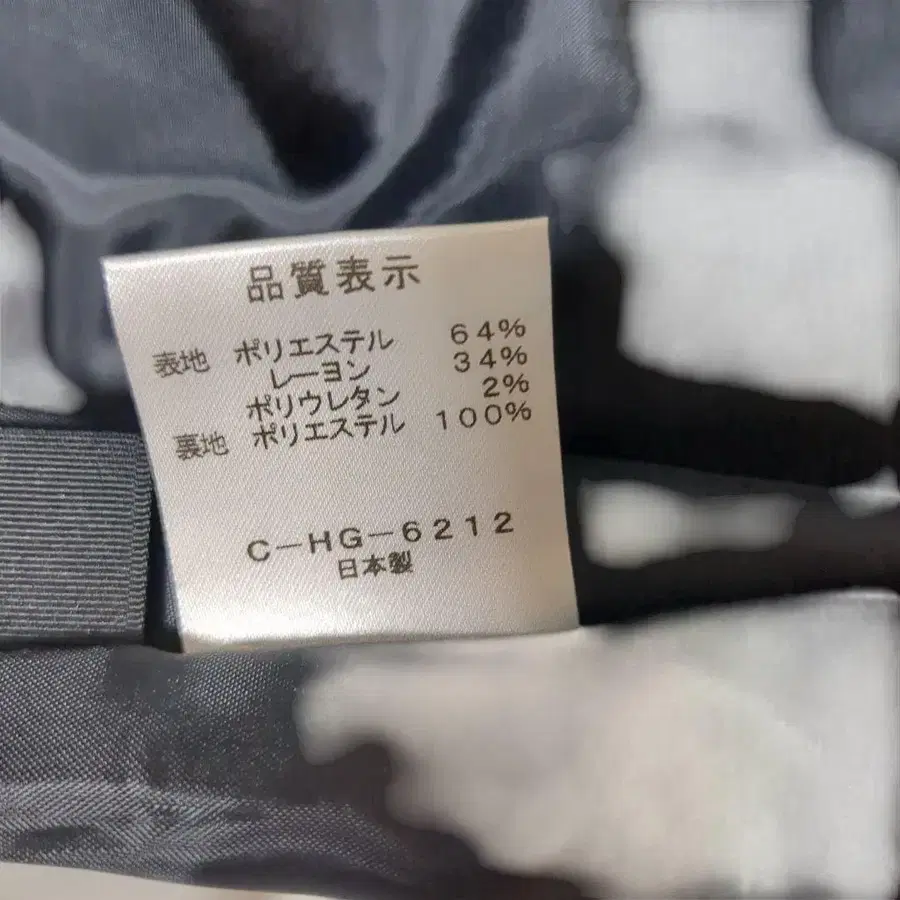 品質表示
表地 ポリエステル 64%
レーヨン 34%
ポリウレタン 2%
裏地 ポリエステル 100%
C-HG-6212
日本製